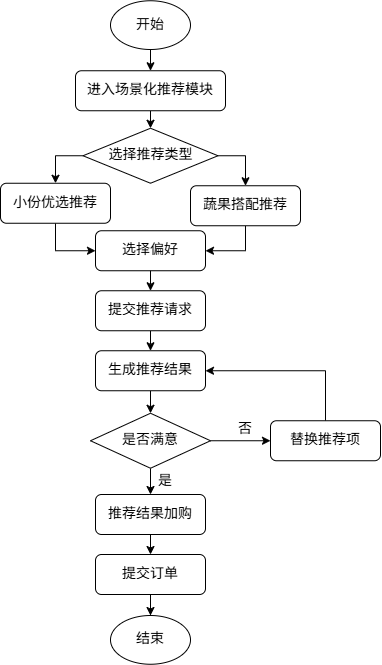 开始
进入场景化推荐模块
选择推荐类型
小份优选推荐
蔬果搭配推荐
选择偏好
提交推荐请求
生成推荐结果
是否满意
否
替换推荐项
是
推荐结果加购
提交订单
结束